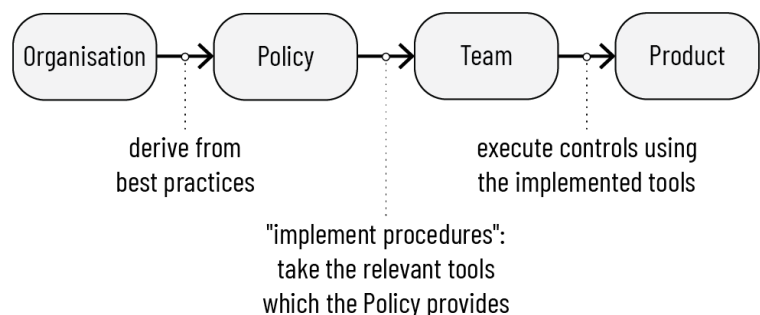 Organisation
Policy
Team
Product
derive from
best practices
execute controls using
the implemented tools
"implement procedures":
take the relevant tools
which the Policy provides